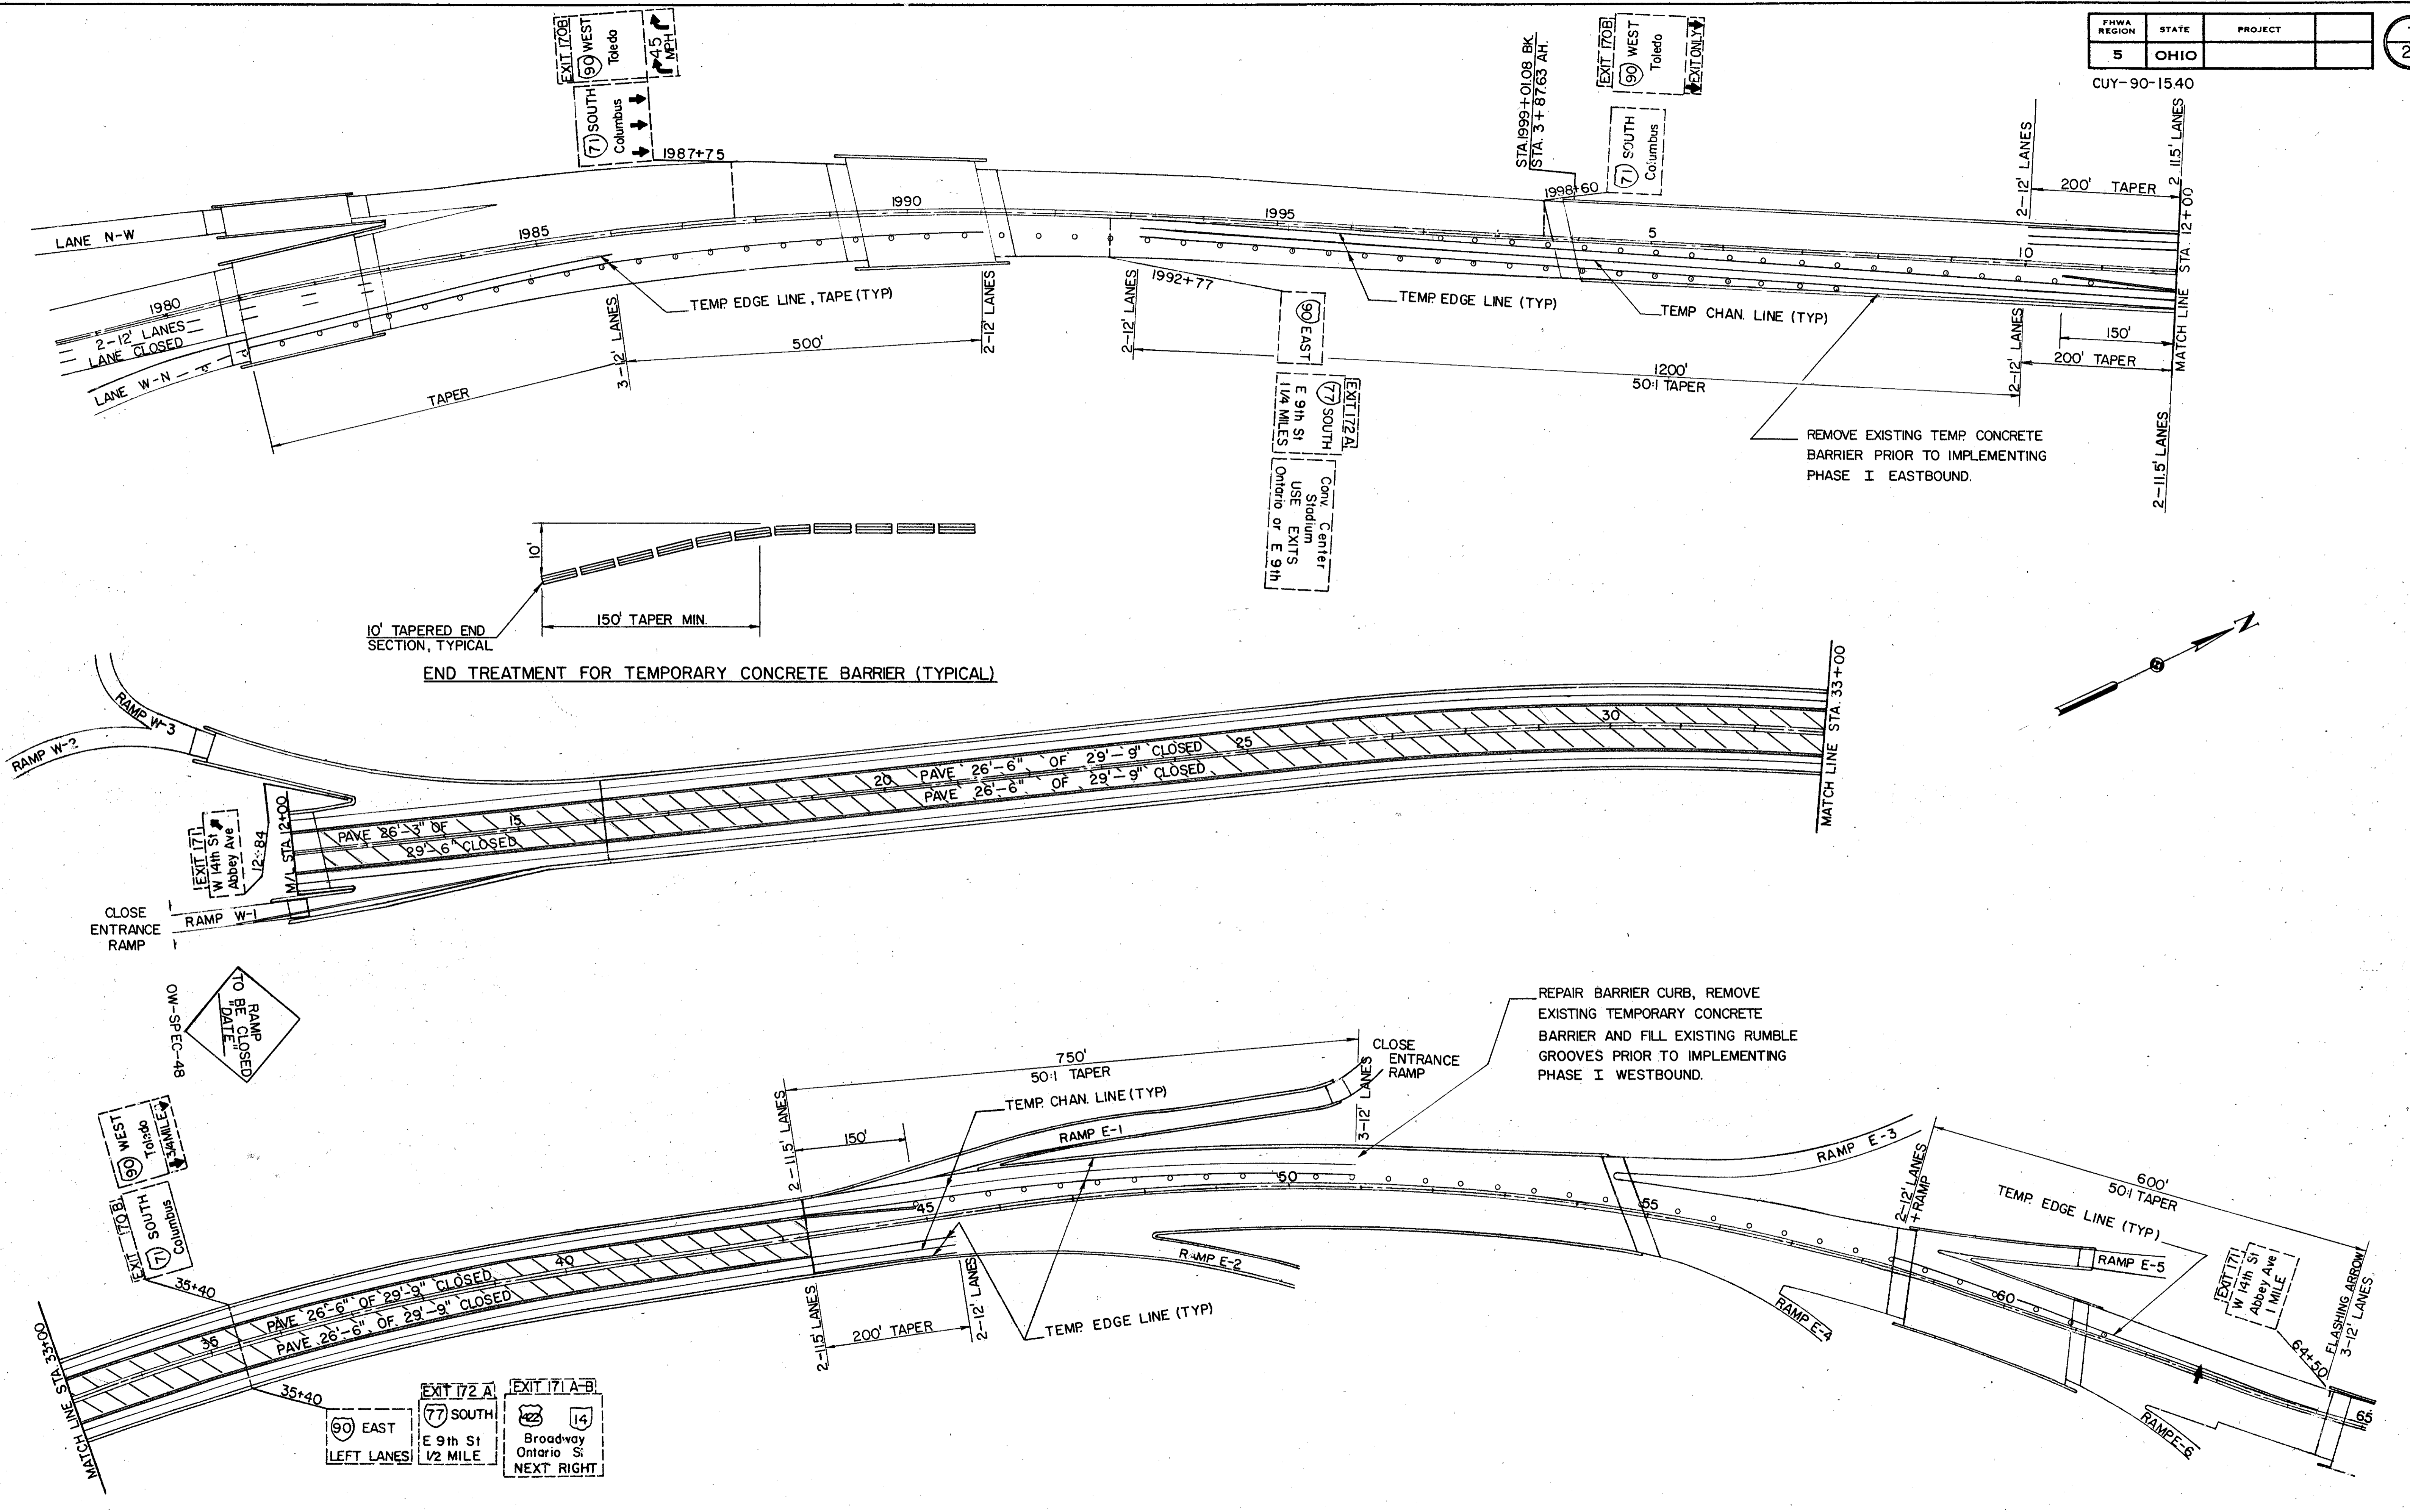 FHWA REGION
STATE
PROJECT
5
OHIO
2
CUY-90-15.40
EXIT 170B
90 WEST
Toledo
45 MPH
71 SOUTH
Columbus
1987+75
STA. 1999+01.08 BK.
STA. 3+87.63 AH.
EXIT 170B
90 WEST
Toledo
EXIT ONLY
71 SOUTH
Columbus
1998+60
2-12' LANES
200' TAPER
2-11.5' LANES
MATCH LINE STA. 12+00
LANE N-W
1980
1985
1990
1995
5
10
2-12' LANES
LANE CLOSED
LANE W-N
TAPER
3-12' LANES
TEMP. EDGE LINE, TAPE (TYP)
500'
2-12' LANES
2-12' LANES
1992+77
TEMP. EDGE LINE (TYP)
TEMP CHAN. LINE (TYP)
1200'
50:1 TAPER
2-12' LANES
150'
200' TAPER
2-11.5' LANES
90 EAST
EXIT 172 A
77 SOUTH
E 9th St
1 1/4 MILES
Conv. Center
Stadium
USE EXITS
Ontario or E 9th
REMOVE EXISTING TEMP. CONCRETE
BARRIER PRIOR TO IMPLEMENTING
PHASE I EASTBOUND.
10'
150' TAPER MIN.
10' TAPERED END
SECTION, TYPICAL
END TREATMENT FOR TEMPORARY CONCRETE BARRIER (TYPICAL)
N
RAMP W-3
RAMP W-2
EXIT 171
W 14th St
Abbey Ave
12+84
M/L STA. 12+00
PAVE 26'-3" OF
29'-6" CLOSED
15
20
25
30
PAVE 26'-6" OF 29'-9" CLOSED
PAVE 26'-6" OF 29'-9" CLOSED
MATCH LINE STA. 33+00
CLOSE
ENTRANCE
RAMP
RAMP W-1
RAMP
TO BE CLOSED
"DATE"
OW-SPEC-48
REPAIR BARRIER CURB, REMOVE
EXISTING TEMPORARY CONCRETE
BARRIER AND FILL EXISTING RUMBLE
GROOVES PRIOR TO IMPLEMENTING
PHASE I WESTBOUND.
750'
50:1 TAPER
CLOSE
ENTRANCE
RAMP
2-11.5' LANES
TEMP. CHAN. LINE (TYP)
150'
RAMP E-1
3-12' LANES
90 WEST
Toledo
3/4 MILE
EXIT 170 B
71 SOUTH
Columbus
35+40
MATCH LINE STA. 33+00
35
40
45
50
55
60
65
PAVE 26'-6" OF 29'-9" CLOSED
PAVE 26'-6" OF 29'-9" CLOSED
35+40
90 EAST
LEFT LANES
EXIT 172 A
77 SOUTH
E 9th St
1/2 MILE
EXIT 171 A-B
422
14
Broadway
Ontario St
NEXT RIGHT
2-11.5' LANES
200' TAPER
2-12' LANES
TEMP. EDGE LINE (TYP)
RAMP E-2
RAMP E-3
RAMP E-4
2-12' LANES
+ RAMP
600'
50:1 TAPER
TEMP. EDGE LINE (TYP)
RAMP E-5
EXIT 171
W 14th St
Abbey Ave
1 MILE
64+50
FLASHING ARROW
3-12' LANES
RAMP E-6